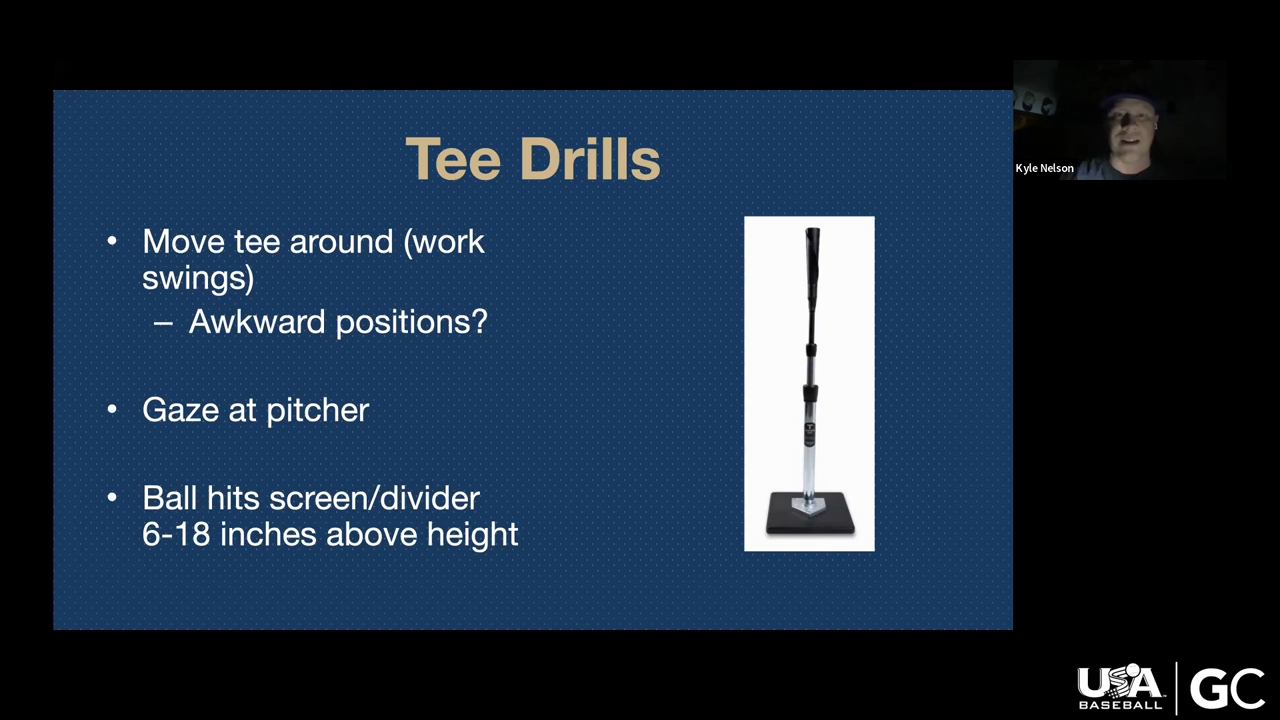 Tee Drills
• Move tee around (work
swings)
– Awkward positions?
• Gaze at pitcher
• Ball hits screen/divider
6-18 inches above height
Kyle Nelson
USA
BASEBALL
GC